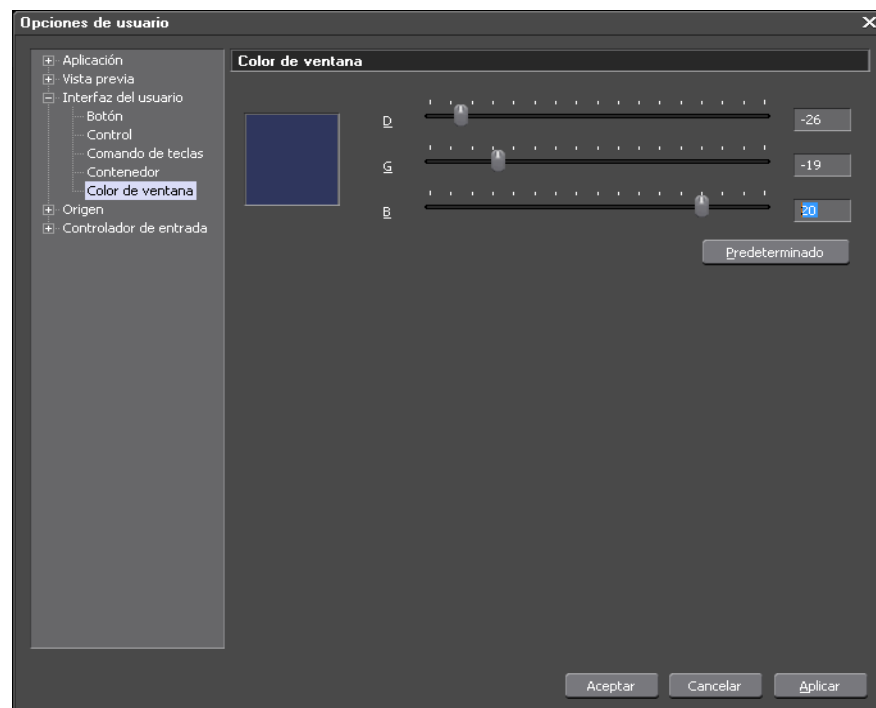 Opciones de usuario
Aplicación
Vista previa
Interfaz del usuario
Botón
Control
Comando de teclas
Contenedor
Color de ventana
Origen
Controlador de entrada
Color de ventana
D -26
G -19
B 20
Predeterminado
Aceptar Cancelar Aplicar